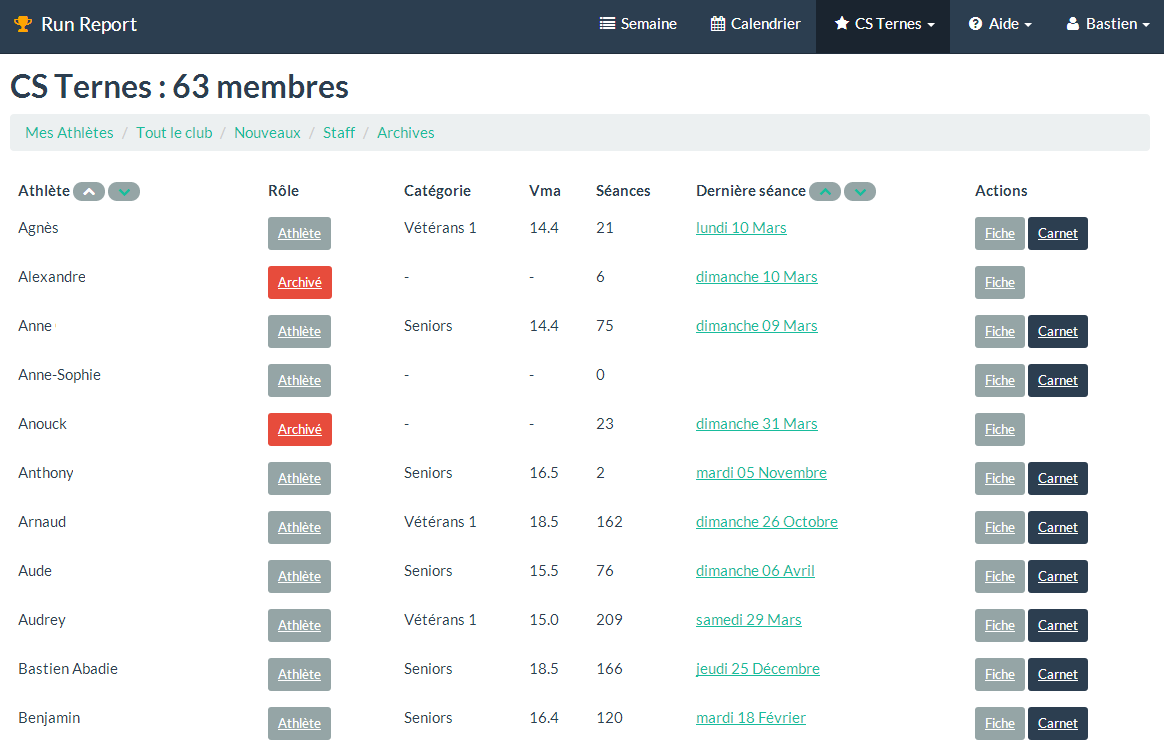 Run Report Semaine Calendrier CS Ternes Aide Bastien
CS Ternes : 63 membres
Mes Athlètes / Tout le club / Nouveaux / Staff / Archives
Athlète Rôle Catégorie Vma Séances Dernière séance Actions
Agnès Athlète Vétérans 1 14.4 21 lundi 10 Mars Fiche Carnet
Alexandre Archivé - - 6 dimanche 10 Mars Fiche
Anne Athlète Seniors 14.4 75 dimanche 09 Mars Fiche Carnet
Anne-Sophie Athlète - - 0 Fiche Carnet
Anouck Archivé - - 23 dimanche 31 Mars Fiche
Anthony Athlète Seniors 16.5 2 mardi 05 Novembre Fiche Carnet
Arnaud Athlète Vétérans 1 18.5 162 dimanche 26 Octobre Fiche Carnet
Aude Athlète Seniors 15.5 76 dimanche 06 Avril Fiche Carnet
Audrey Athlète Vétérans 1 15.0 209 samedi 29 Mars Fiche Carnet
Bastien Abadie Athlète Seniors 18.5 166 jeudi 25 Décembre Fiche Carnet
Benjamin Athlète Seniors 16.4 120 mardi 18 Février Fiche Carnet